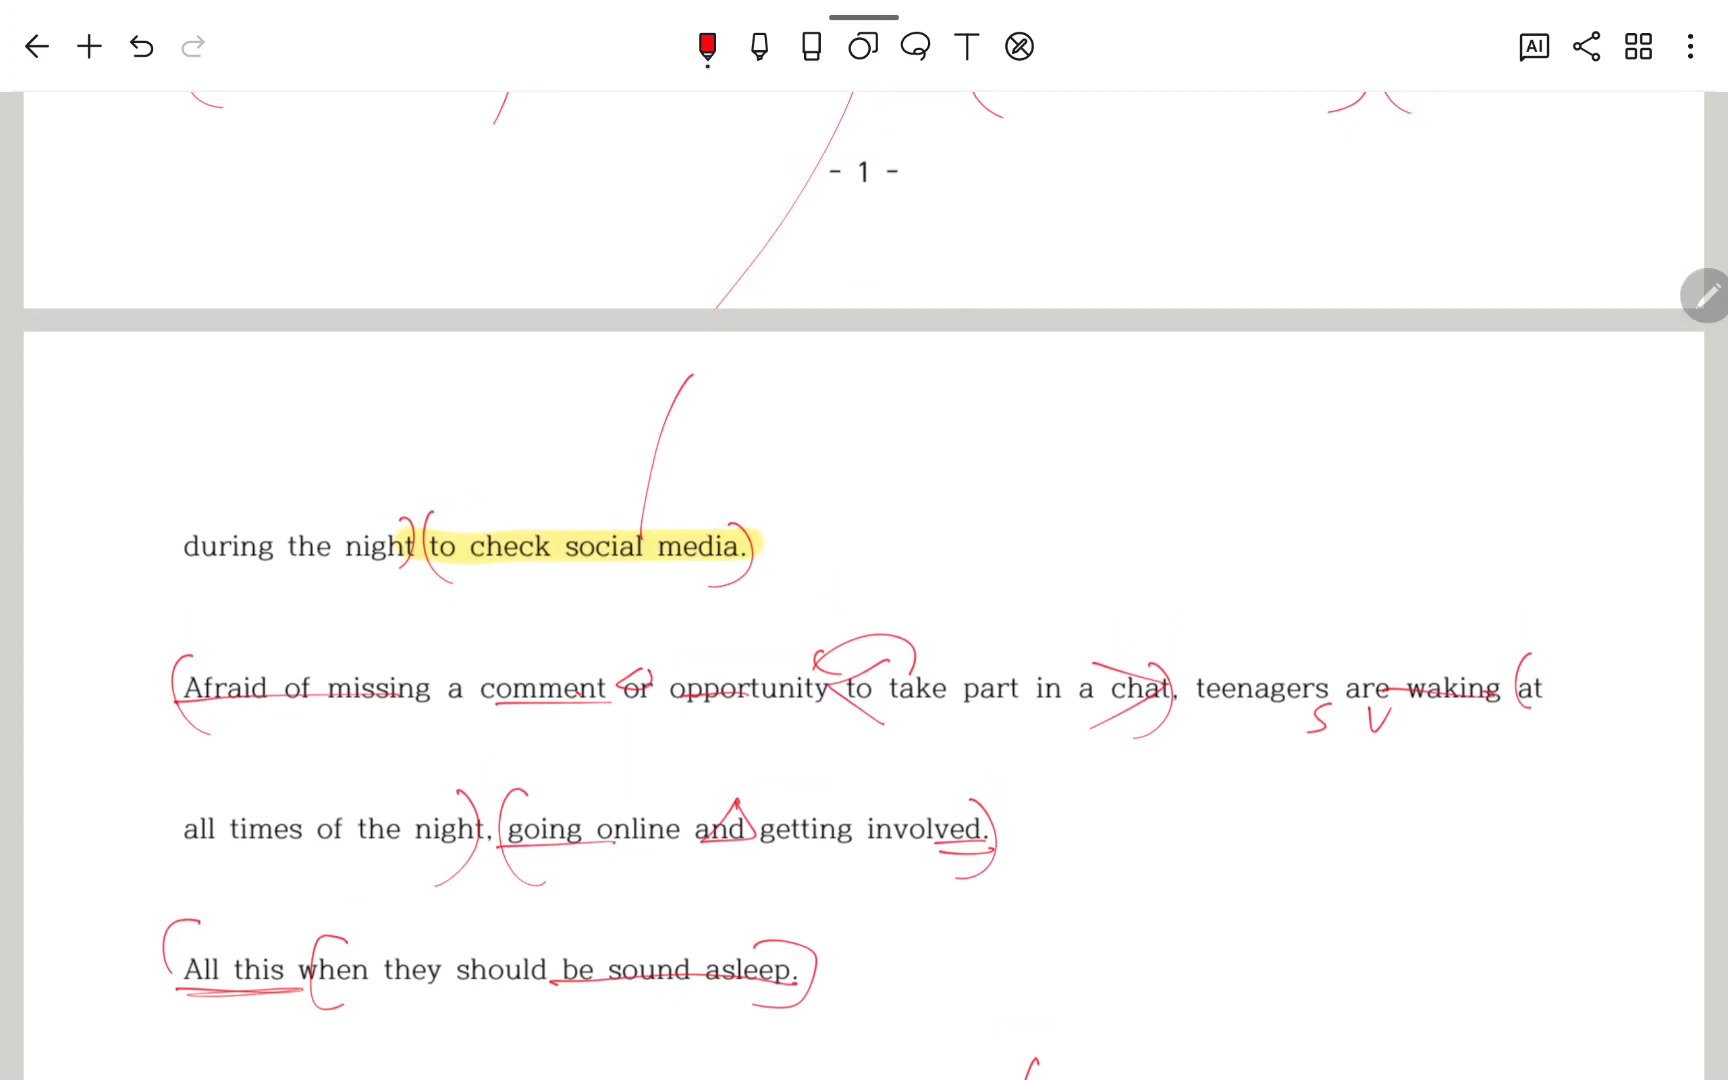 AI
- 1 -
during the night to check social media.
Afraid of missing a comment or opportunity to take part in a chat, teenagers are waking at
S V
all times of the night, going online and getting involved.
All this when they should be sound asleep.